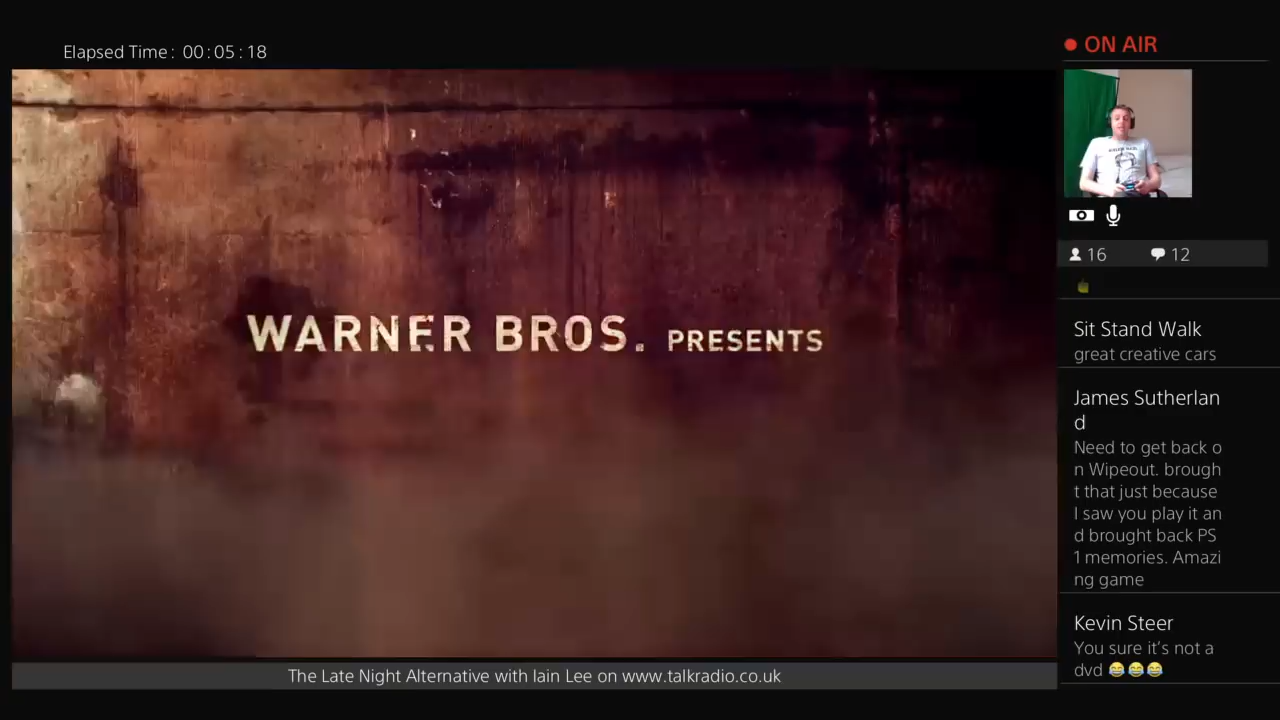 Elapsed Time: 00:05:18
ON AIR
WARNER BROS. PRESENTS
16
12
Sit Stand Walk
great creative cars
James Sutherlan
d
Need to get back o
n Wipeout. brough
t that just because
I saw you play it an
d brought back PS
1 memories. Amazi
ng game
Kevin Steer
You sure it's not a
dvd 😂😂😂
The Late Night Alternative with Iain Lee on www.talkradio.co.uk